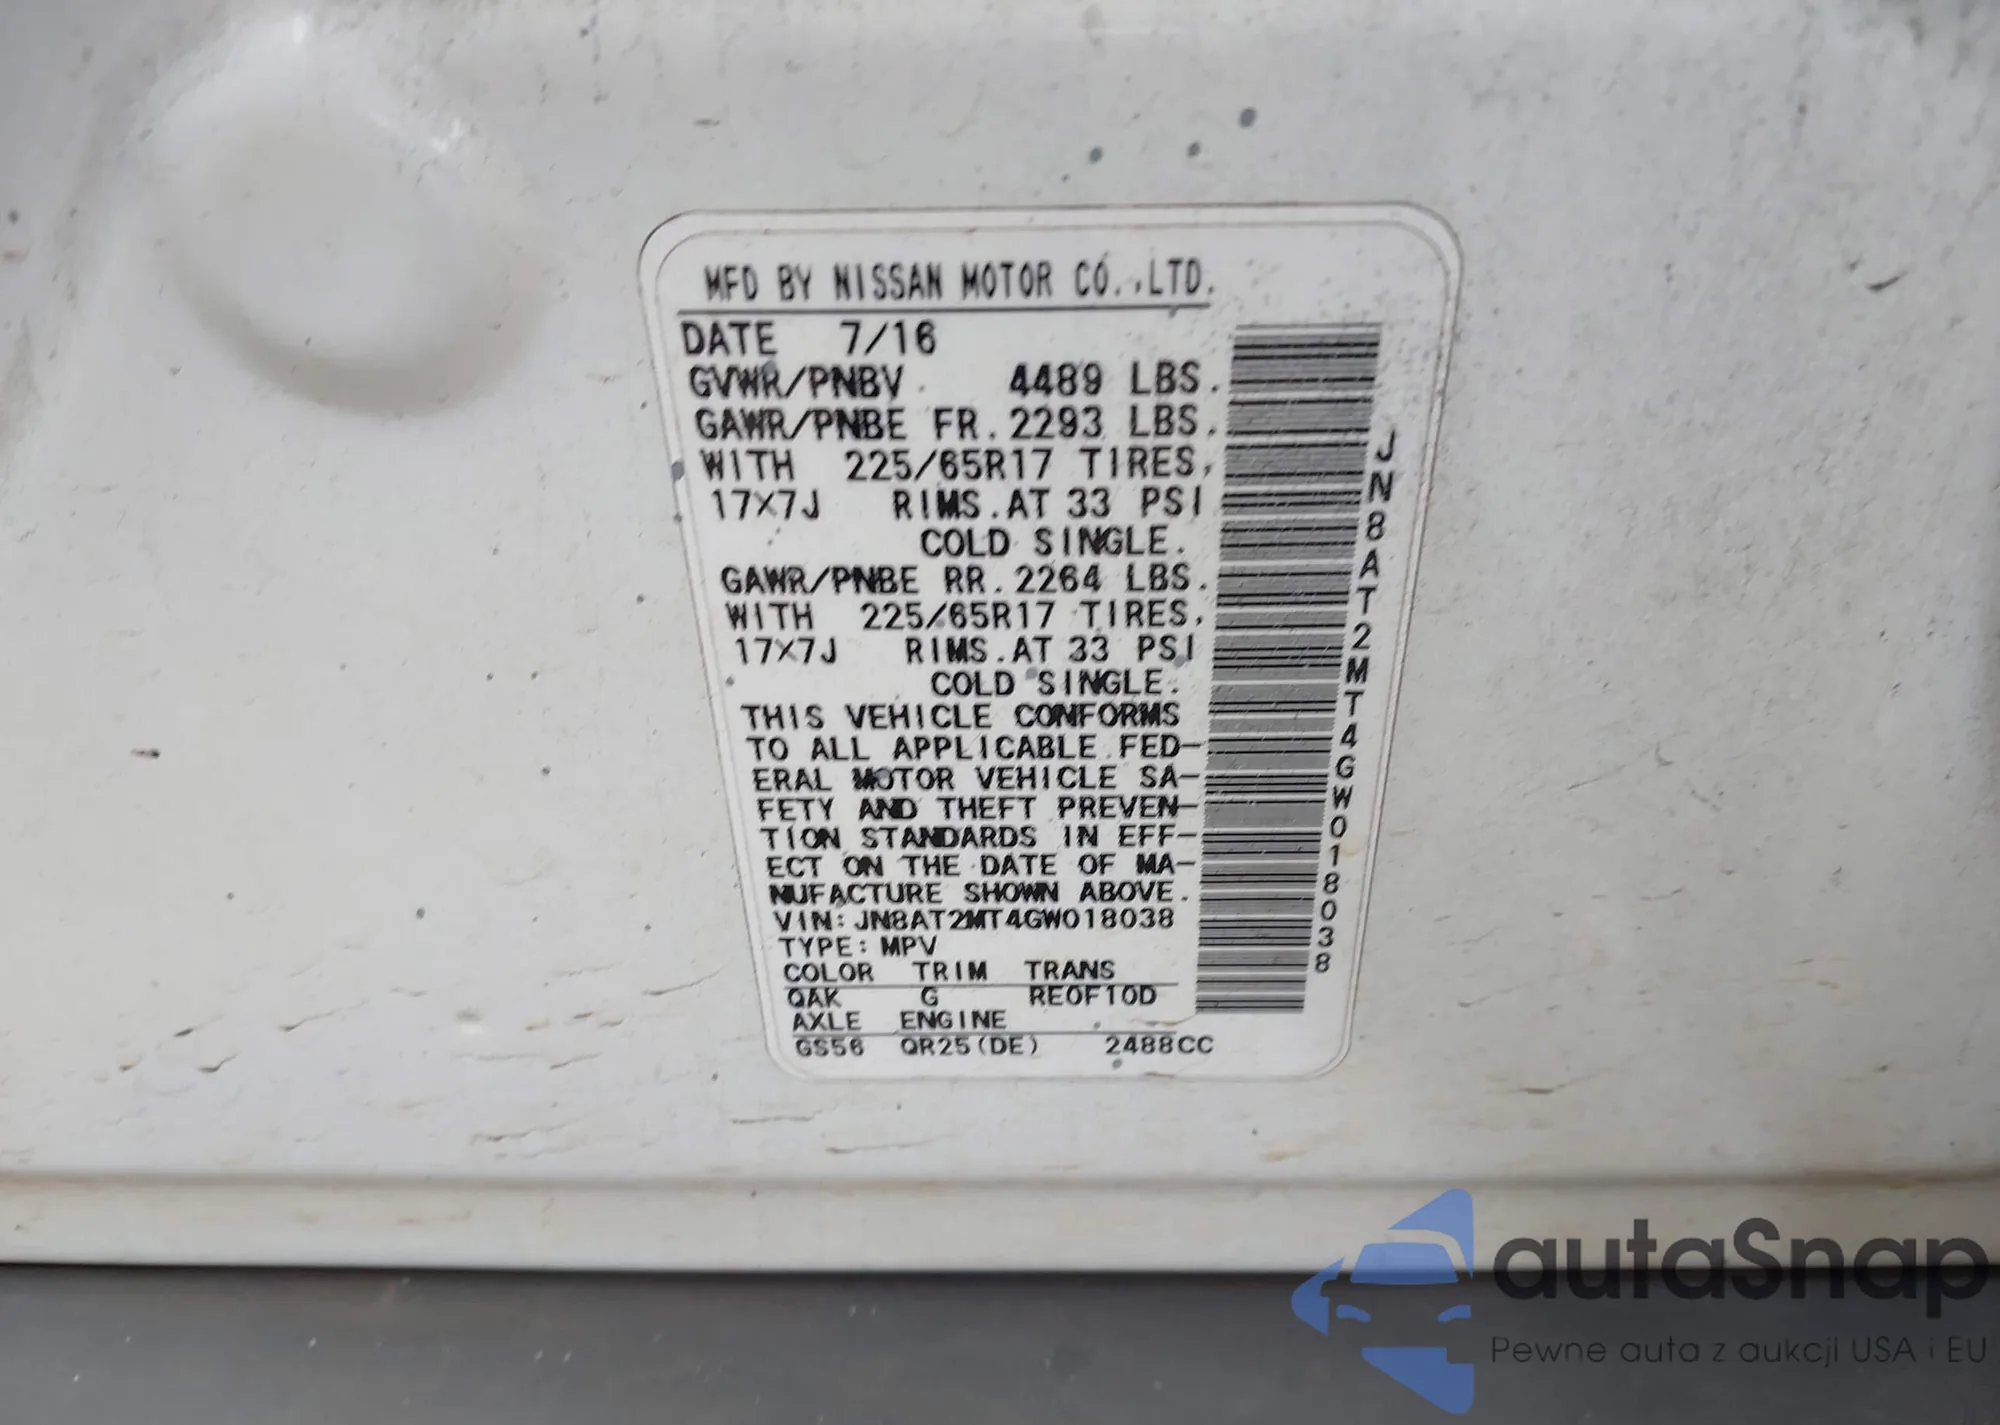 MFD BY NISSAN MOTOR CO.,LTD.
DATE 7/16
GVWR/PNBV 4489 LBS.
GAWR/PNBE FR. 2293 LBS.
WITH 225/65R17 TIRES,
17X7J RIMS.AT 33 PSI
COLD SINGLE.
GAWR/PNBE RR. 2264 LBS.
WITH 225/65R17 TIRES,
17X7J RIMS.AT 33 PSI
COLD SINGLE.
THIS VEHICLE CONFORMS
TO ALL APPLICABLE FED-
ERAL MOTOR VEHICLE SA-
FETY AND THEFT PREVEN-
TION STANDARDS IN EFF-
ECT ON THE DATE OF MA-
NUFACTURE SHOWN ABOVE.
VIN: JN8AT2MT4GW018038
TYPE: MPV
COLOR TRIM TRANS
QAK G RE0F10D
AXLE ENGINE
GS56 QR25(DE) 2488CC
JN8AT2MT4GW018038
autaSnap
Pewne auta z aukcji USA i EU